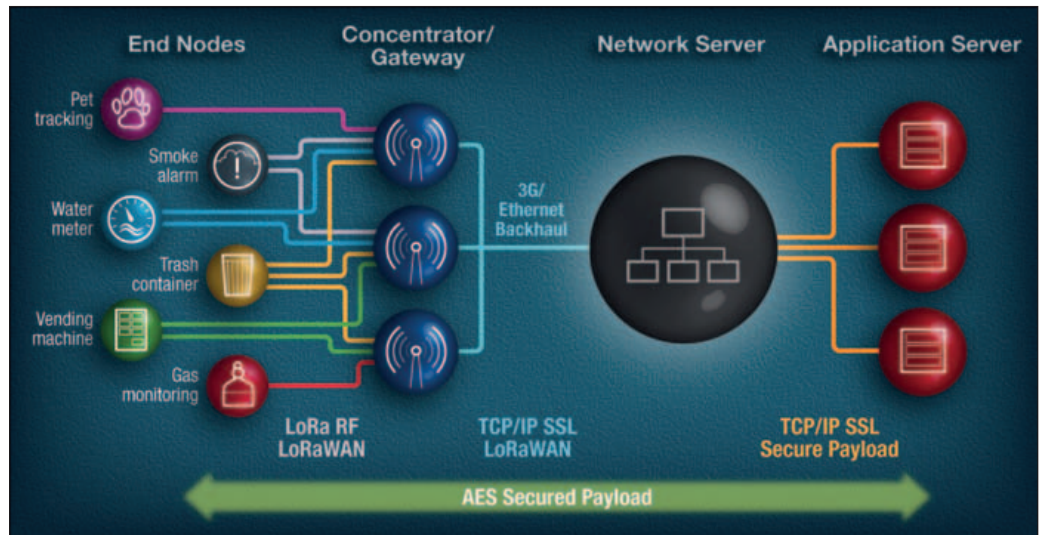 End Nodes
Concentrator/
Gateway
Network Server
Application Server
Pet
tracking
Smoke
alarm
Water
meter
Trash
container
Vending
machine
Gas
monitoring
3G/
Ethernet
Backhaul
LoRa RF
LoRaWAN
TCP/IP SSL
LoRaWAN
TCP/IP SSL
Secure Payload
AES Secured Payload